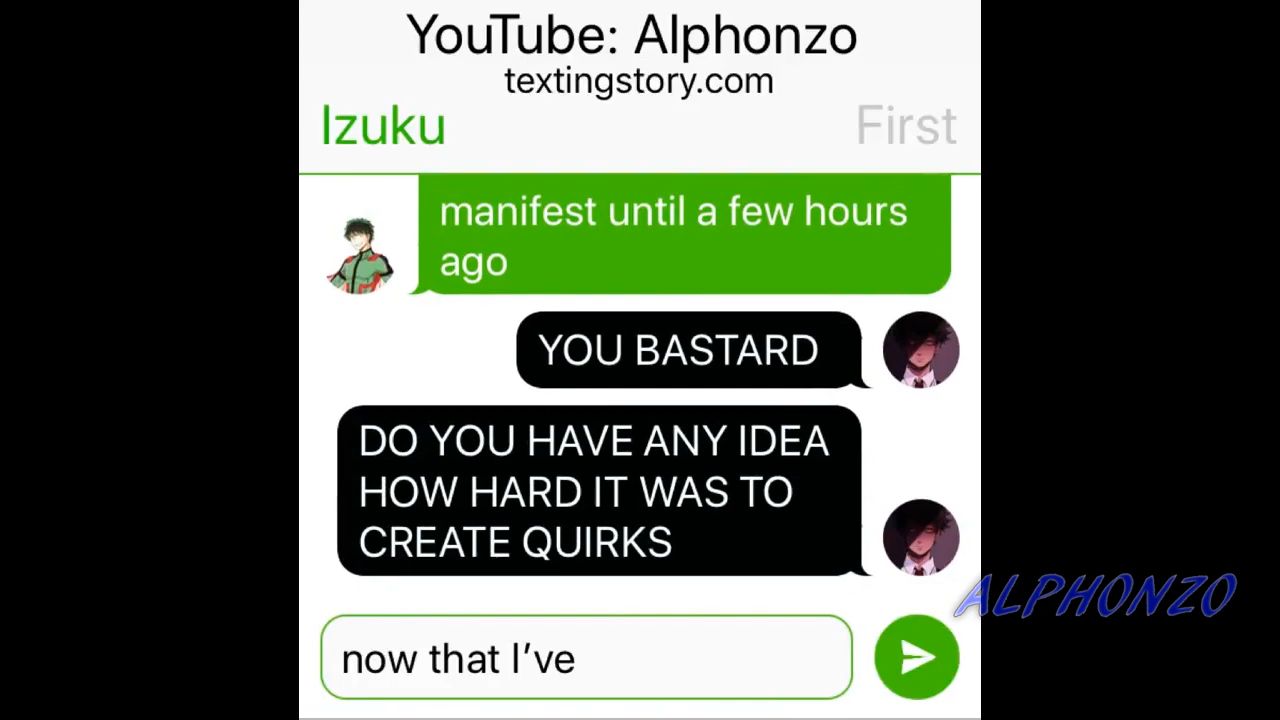 YouTube: Alphonzo
textingstory.com
Izuku
First
manifest until a few hours
ago
YOU BASTARD
DO YOU HAVE ANY IDEA
HOW HARD IT WAS TO
CREATE QUIRKS
ALPHONZO
now that I’ve